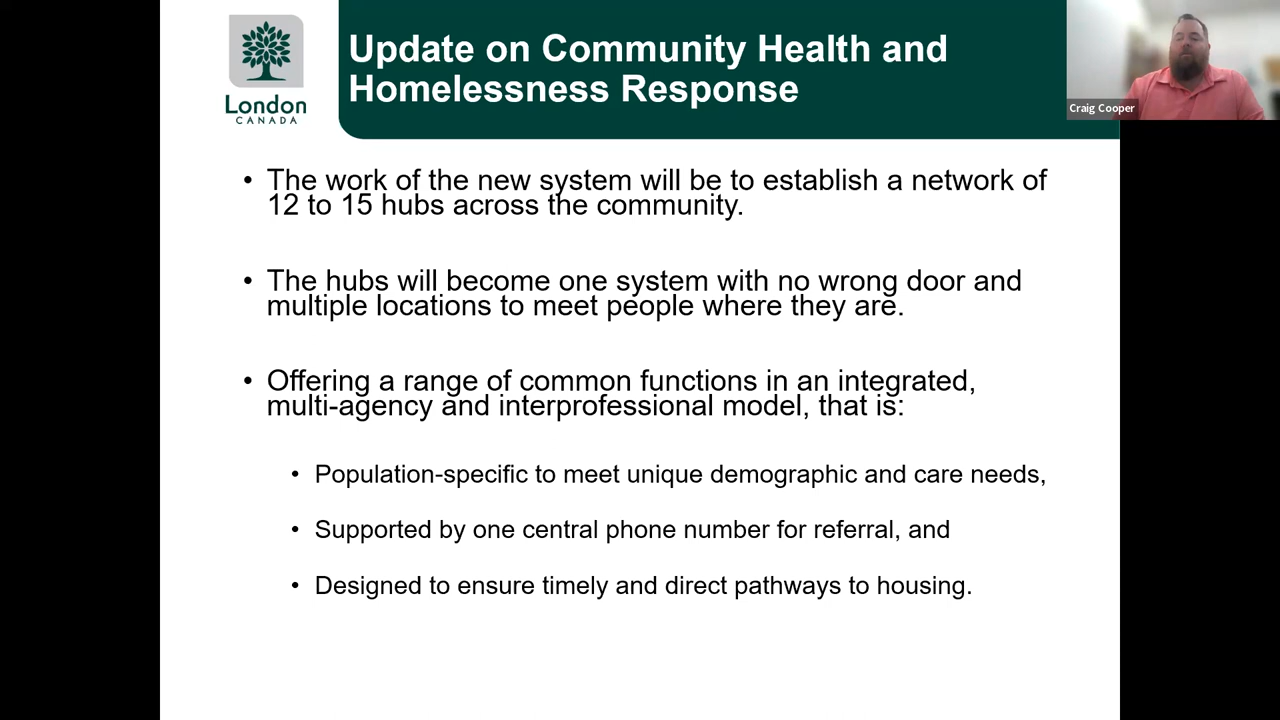 London
CANADA
Update on Community Health and
Homelessness Response
Craig Cooper
• The work of the new system will be to establish a network of
12 to 15 hubs across the community.
• The hubs will become one system with no wrong door and
multiple locations to meet people where they are.
• Offering a range of common functions in an integrated,
multi-agency and interprofessional model, that is:
• Population-specific to meet unique demographic and care needs,
• Supported by one central phone number for referral, and
• Designed to ensure timely and direct pathways to housing.